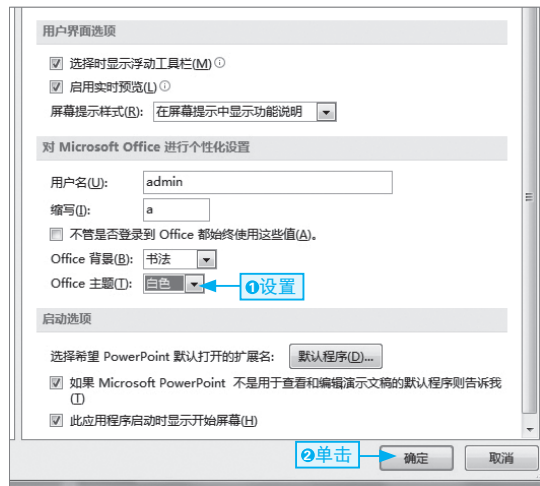 用户界面选项
选择时显示浮动工具栏(M)
启用实时预览(L)
屏幕提示样式(R): 在屏幕提示中显示功能说明
对 Microsoft Office 进行个性化设置
用户名(U): admin
缩写(I): a
不管是否登录到 Office 都始终使用这些值(A)。
Office 背景(B): 书法
Office 主题(T): 白色 ❶设置
启动选项
选择希望 PowerPoint 默认打开的扩展名: 默认程序(D)...
如果 Microsoft PowerPoint 不是用于查看和编辑演示文稿的默认程序则告诉我
(T)
此应用程序启动时显示开始屏幕(H)
❷单击 确定 取消